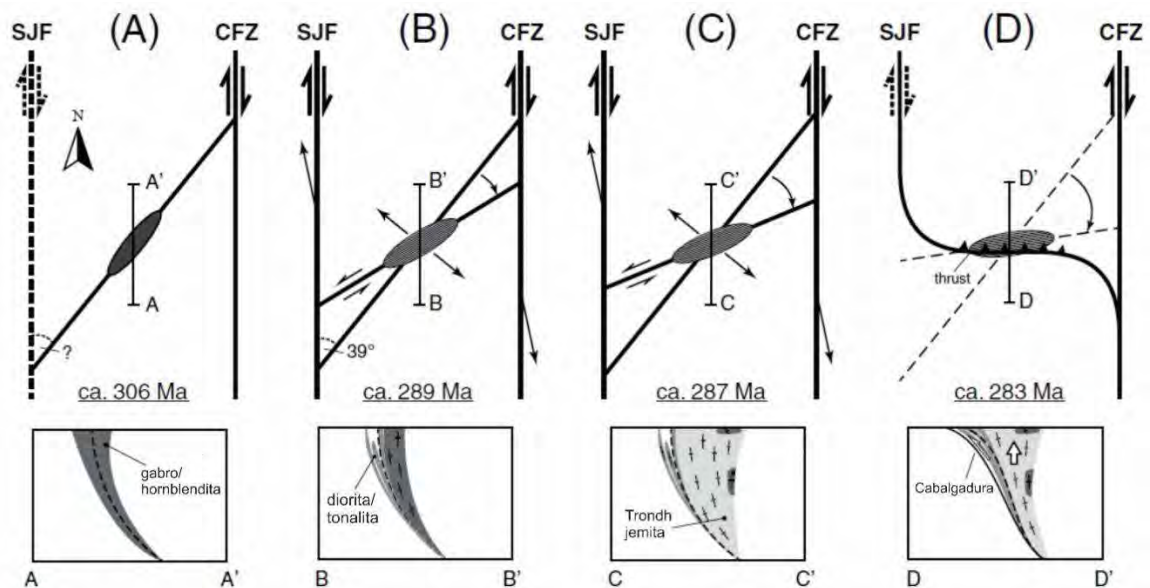 (A) (B) (C) (D)
SJF CFZ SJF CFZ SJF CFZ SJF CFZ
N
A' B' C' D'
thrust
A B C D
? 39°
ca. 306 Ma ca. 289 Ma ca. 287 Ma ca. 283 Ma
gabro/
hornblendita
diorita/
tonalita
Trondh
jemita
Cabalgadura
A A' B B' C C' D D'